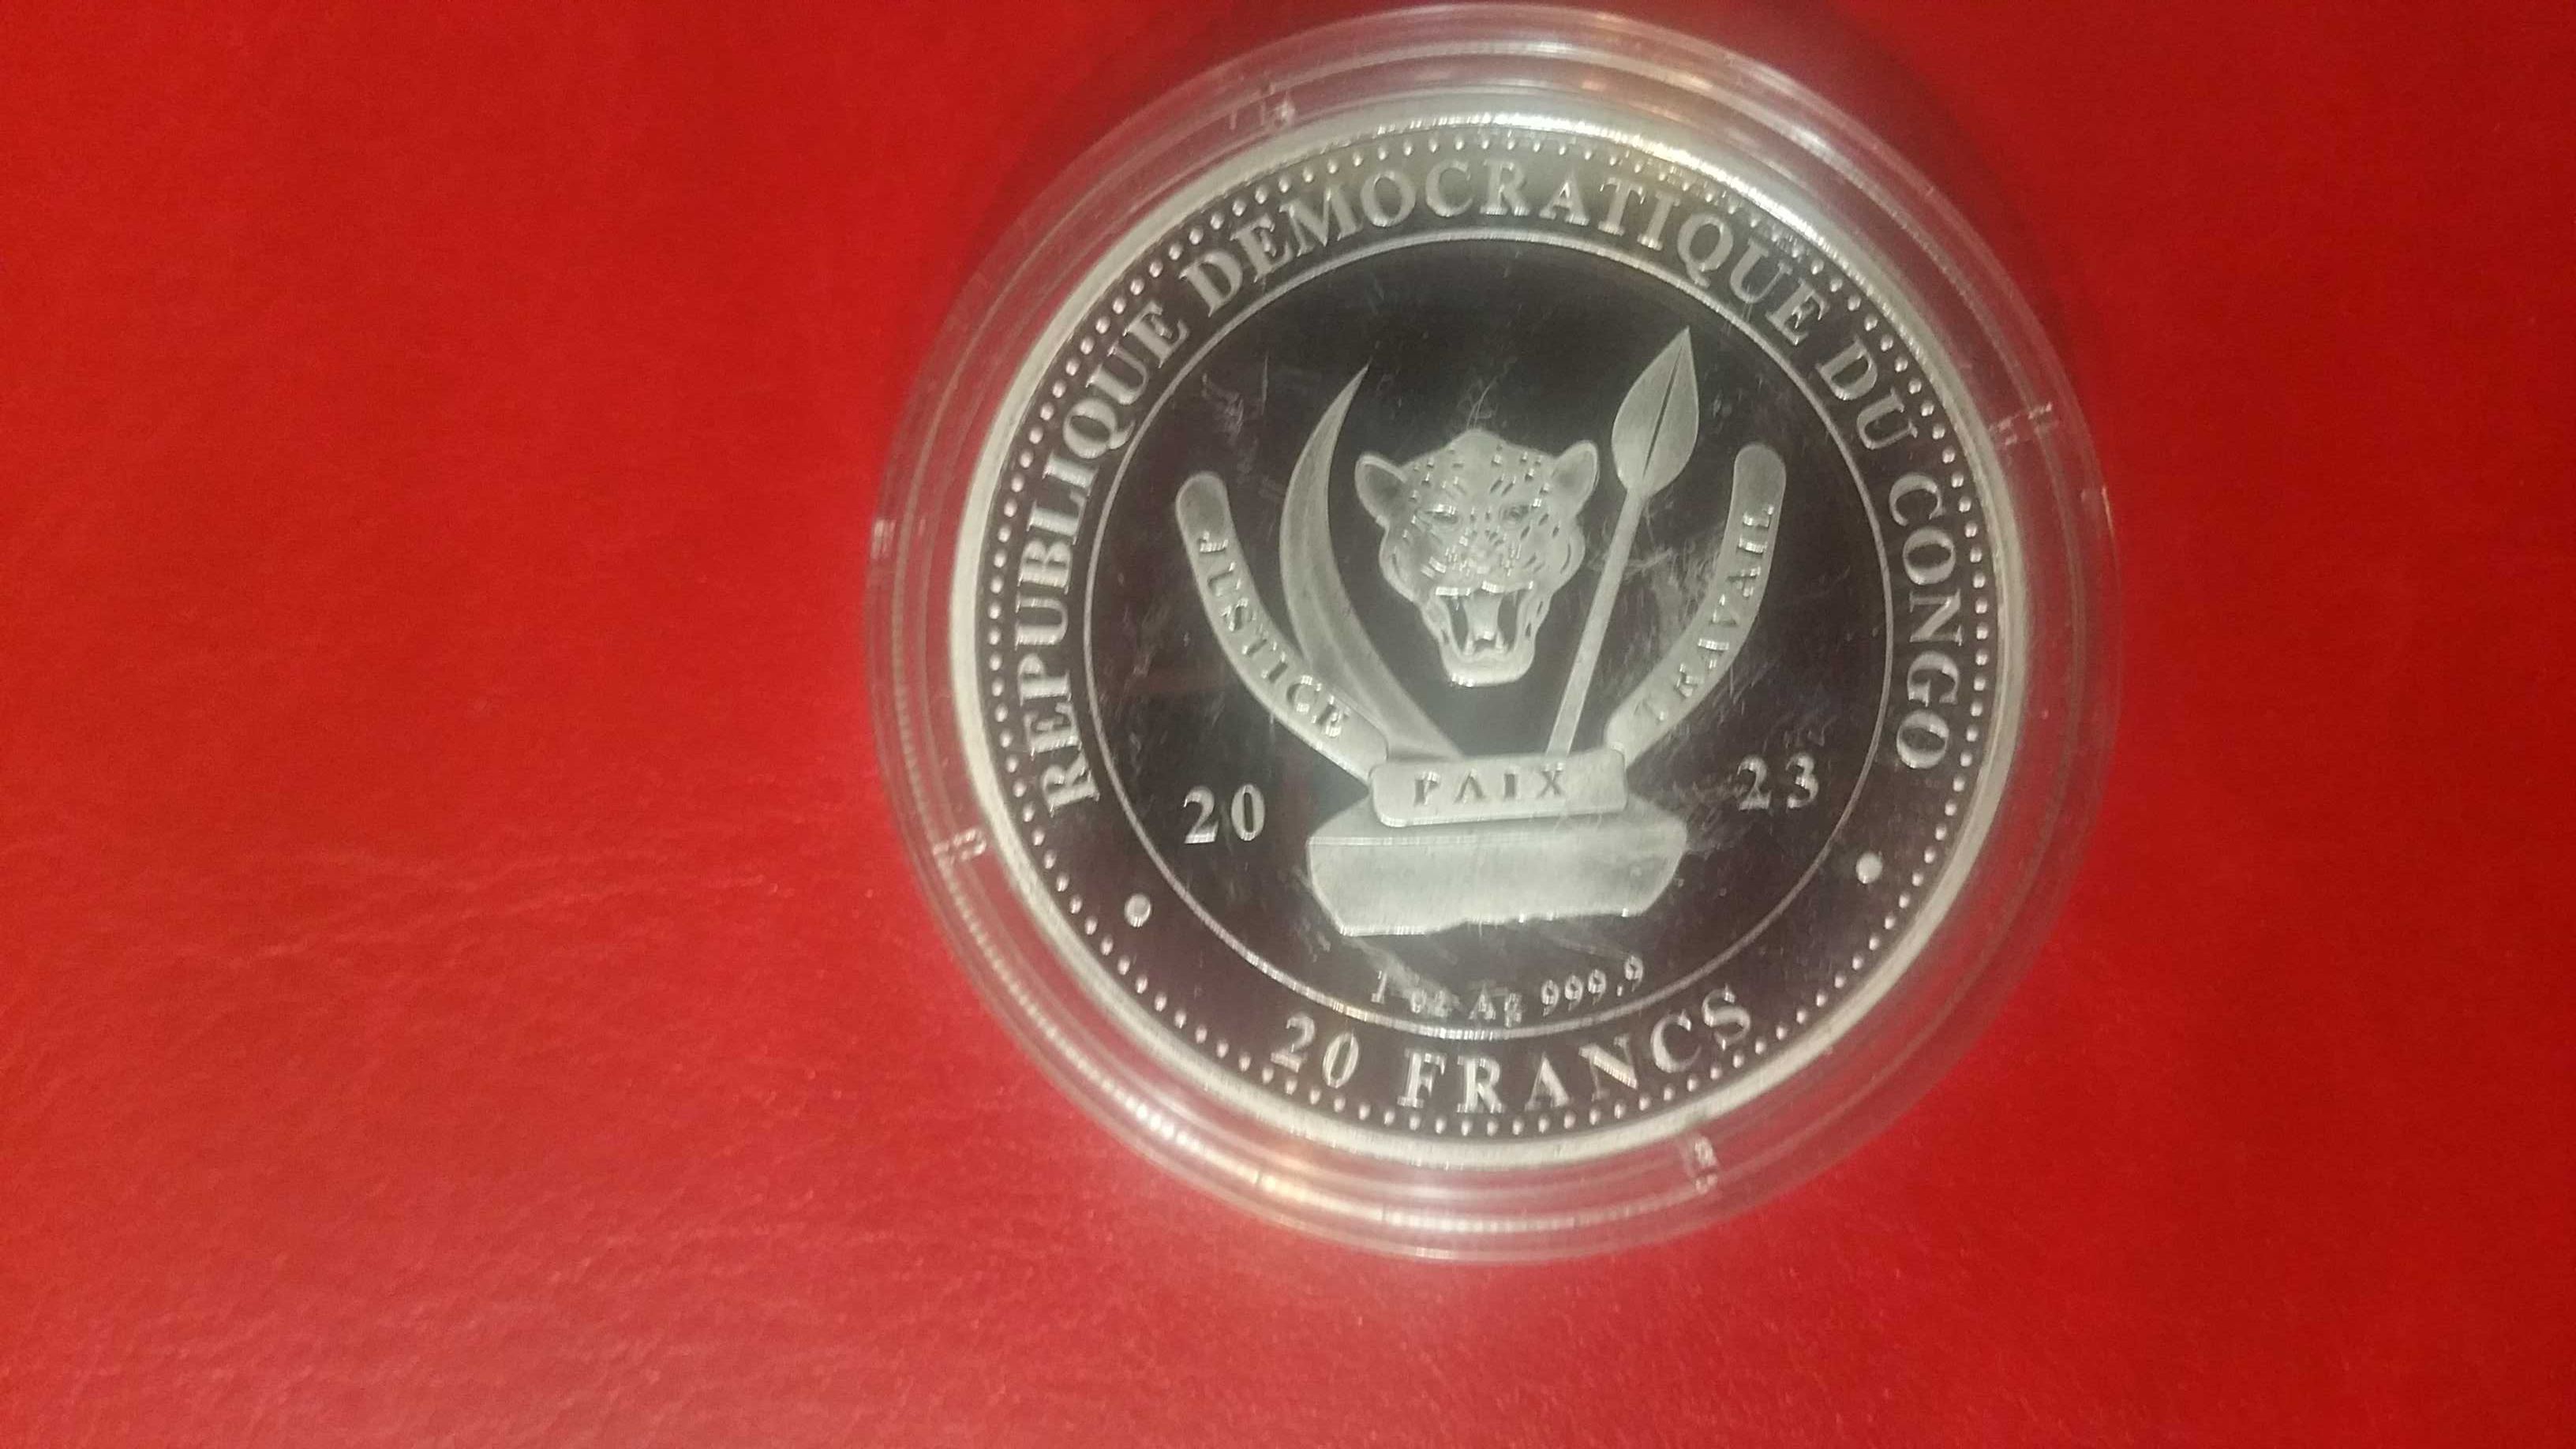 REPUBLIQUE DEMOCRATIQUE DU CONGO
JUSTICE
PAIX
TRAVAIL
20 23
1 oz Ag 999.9
20 FRANCS